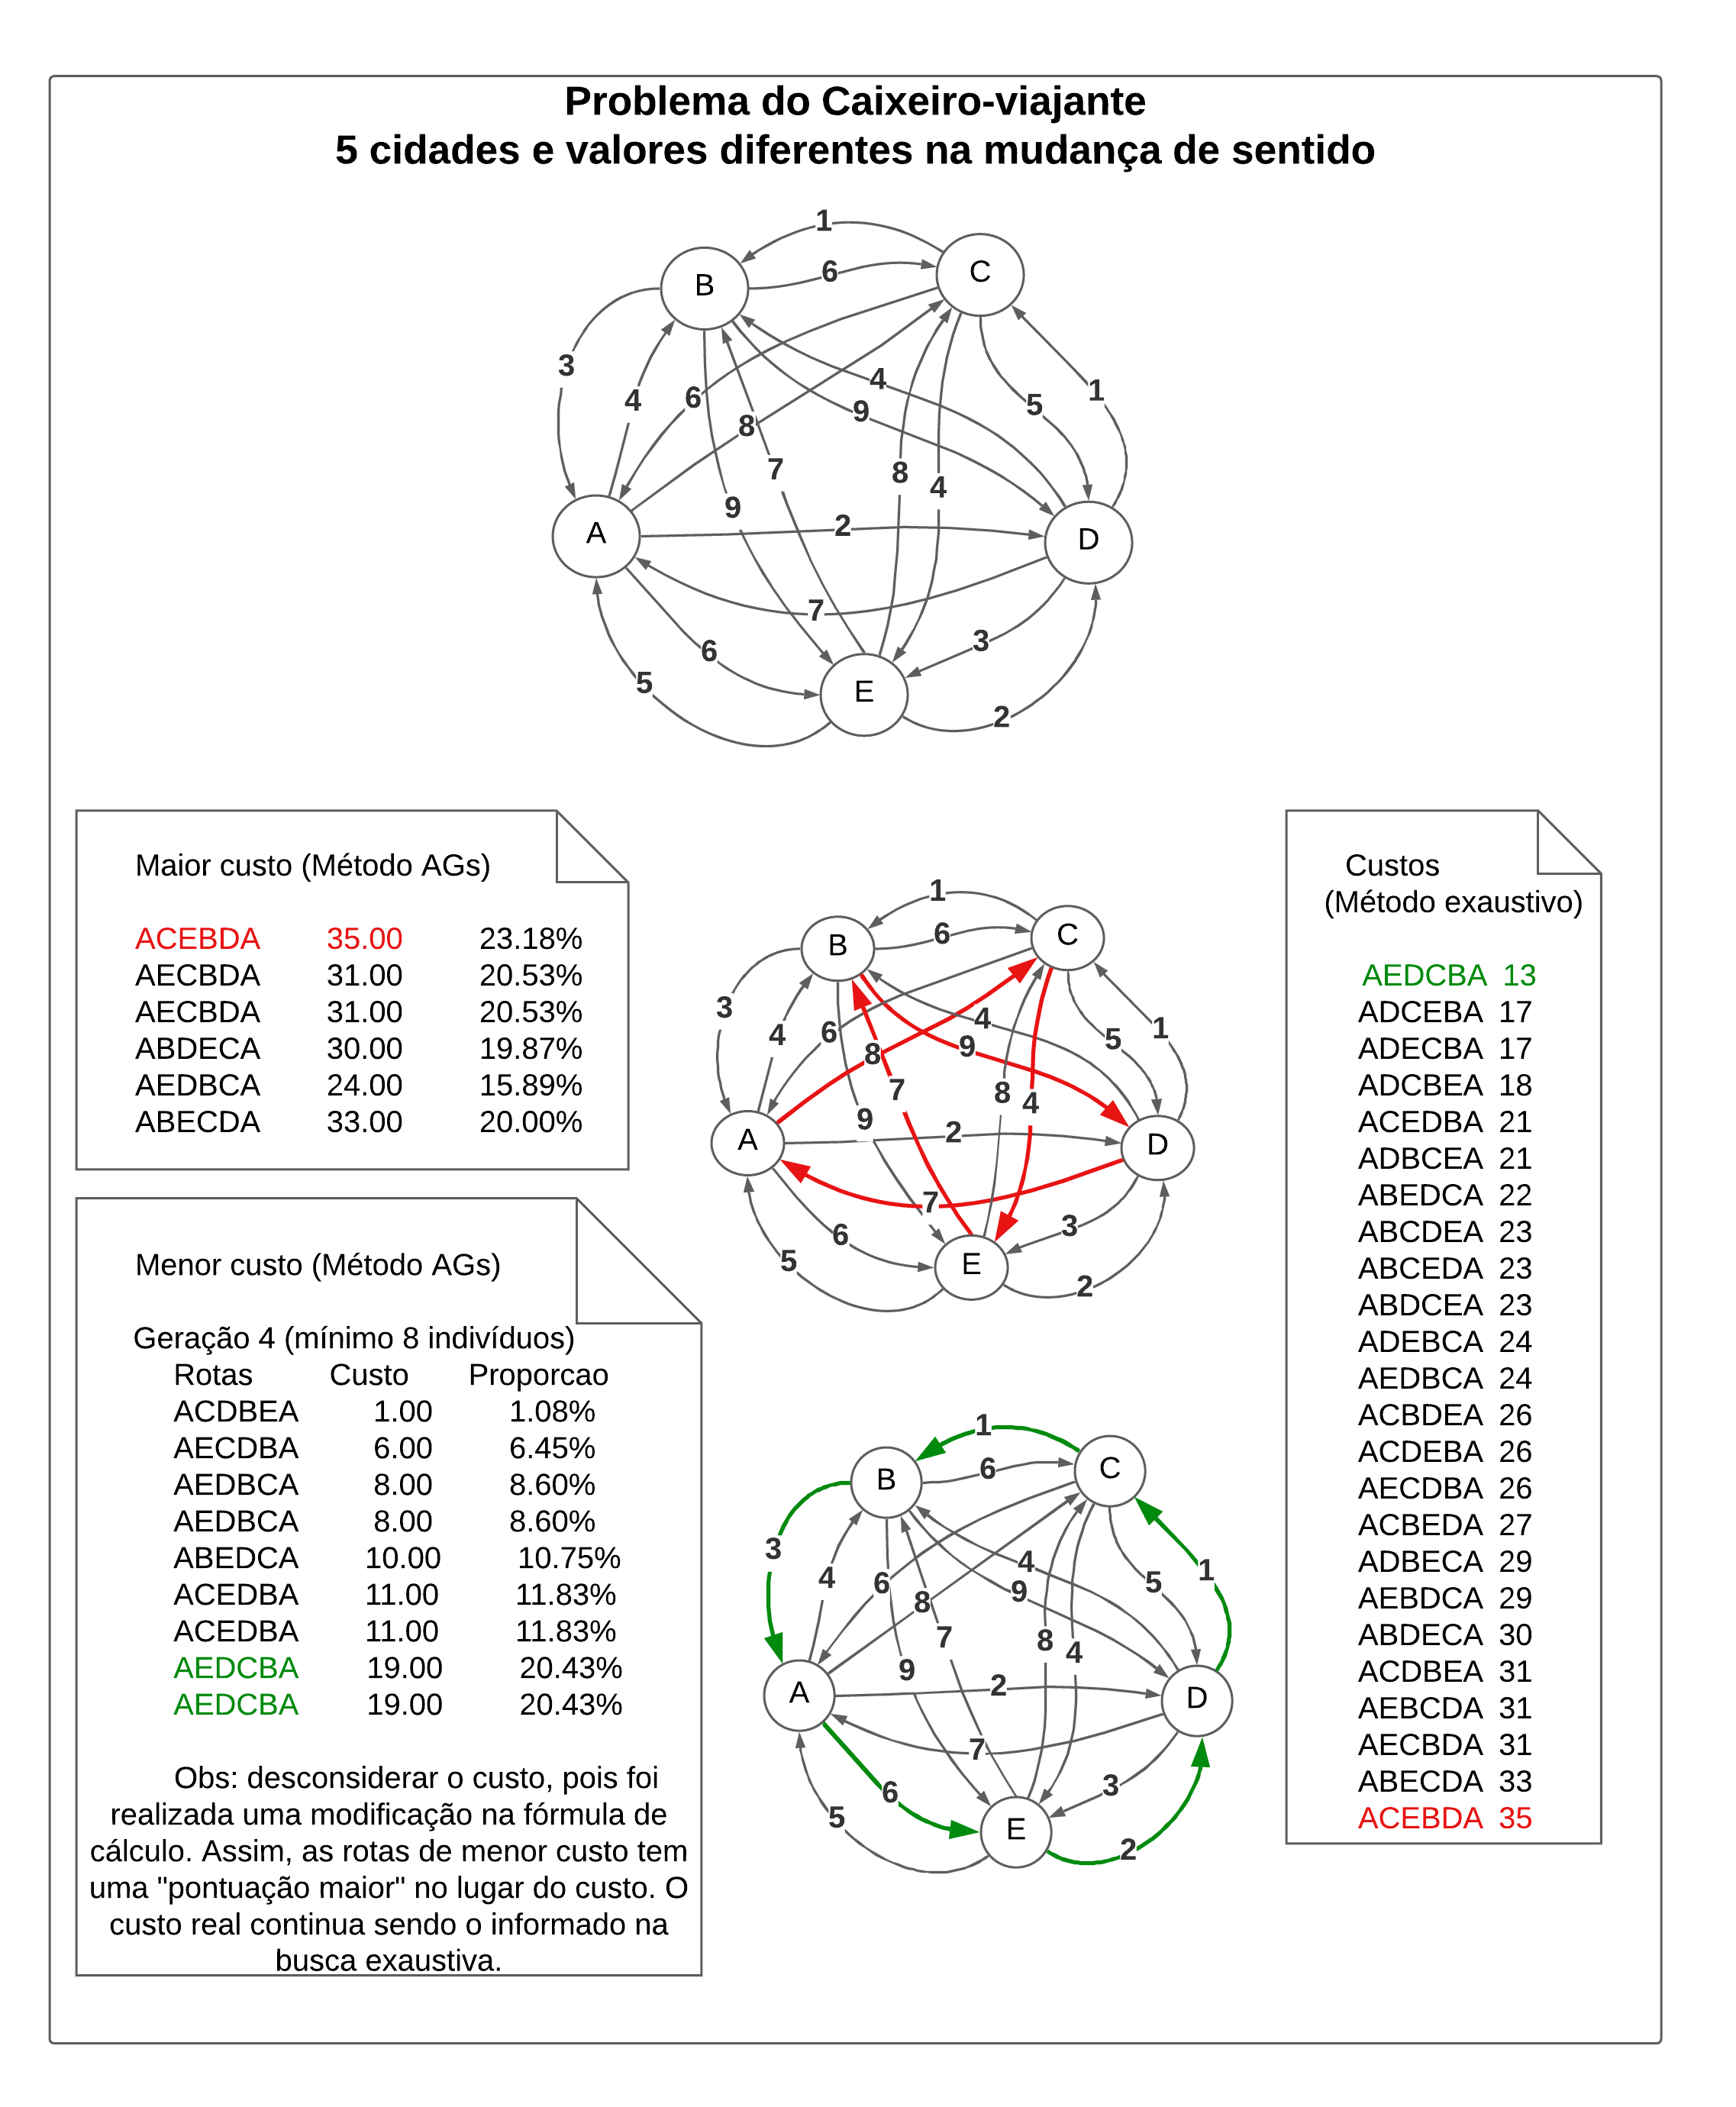 Problema do Caixeiro-viajante
5 cidades e valores diferentes na mudança de sentido
1
B
6
C
3
4
6
8
4
9
5
1
7
8
4
9
A
2
D
7
6
3
5
E
2
Maior custo (Método AGs)
ACEBDA 35.00 23.18%
AECBDA 31.00 20.53%
AECBDA 31.00 20.53%
ABDECA 30.00 19.87%
AEDBCA 24.00 15.89%
ABECDA 33.00 20.00%
1
B
6
C
3
4
6
8
4
9
5
1
7
8
4
9
A
2
D
7
6
3
5
E
2
Menor custo (Método AGs)
Geração 4 (mínimo 8 indivíduos)
Rotas Custo Proporcao
ACDBEA 1.00 1.08%
AECDBA 6.00 6.45%
AEDBCA 8.00 8.60%
AEDBCA 8.00 8.60%
ABEDCA 10.00 10.75%
ACEDBA 11.00 11.83%
ACEDBA 11.00 11.83%
AEDCBA 19.00 20.43%
AEDCBA 19.00 20.43%
Obs: desconsiderar o custo, pois foi
realizada uma modificação na fórmula de
cálculo. Assim, as rotas de menor custo tem
uma "pontuação maior" no lugar do custo. O
custo real continua sendo o informado na
busca exaustiva.
1
B
6
C
3
4
6
8
4
9
5
1
7
8
4
9
A
2
D
7
6
3
5
E
2
Custos
(Método exaustivo)
AEDCBA 13
ADCEBA 17
ADECBA 17
ADCBEA 18
ACEDBA 21
ADBCEA 21
ABEDCA 22
ABCDEA 23
ABCEDA 23
ABDCEA 23
ADEBCA 24
AEDBCA 24
ACBDEA 26
ACDEBA 26
AECDBA 26
ACBEDA 27
ADBECA 29
AEBDCA 29
ABDECA 30
ACDBEA 31
AEBCDA 31
AECBDA 31
ABECDA 33
ACEBDA 35